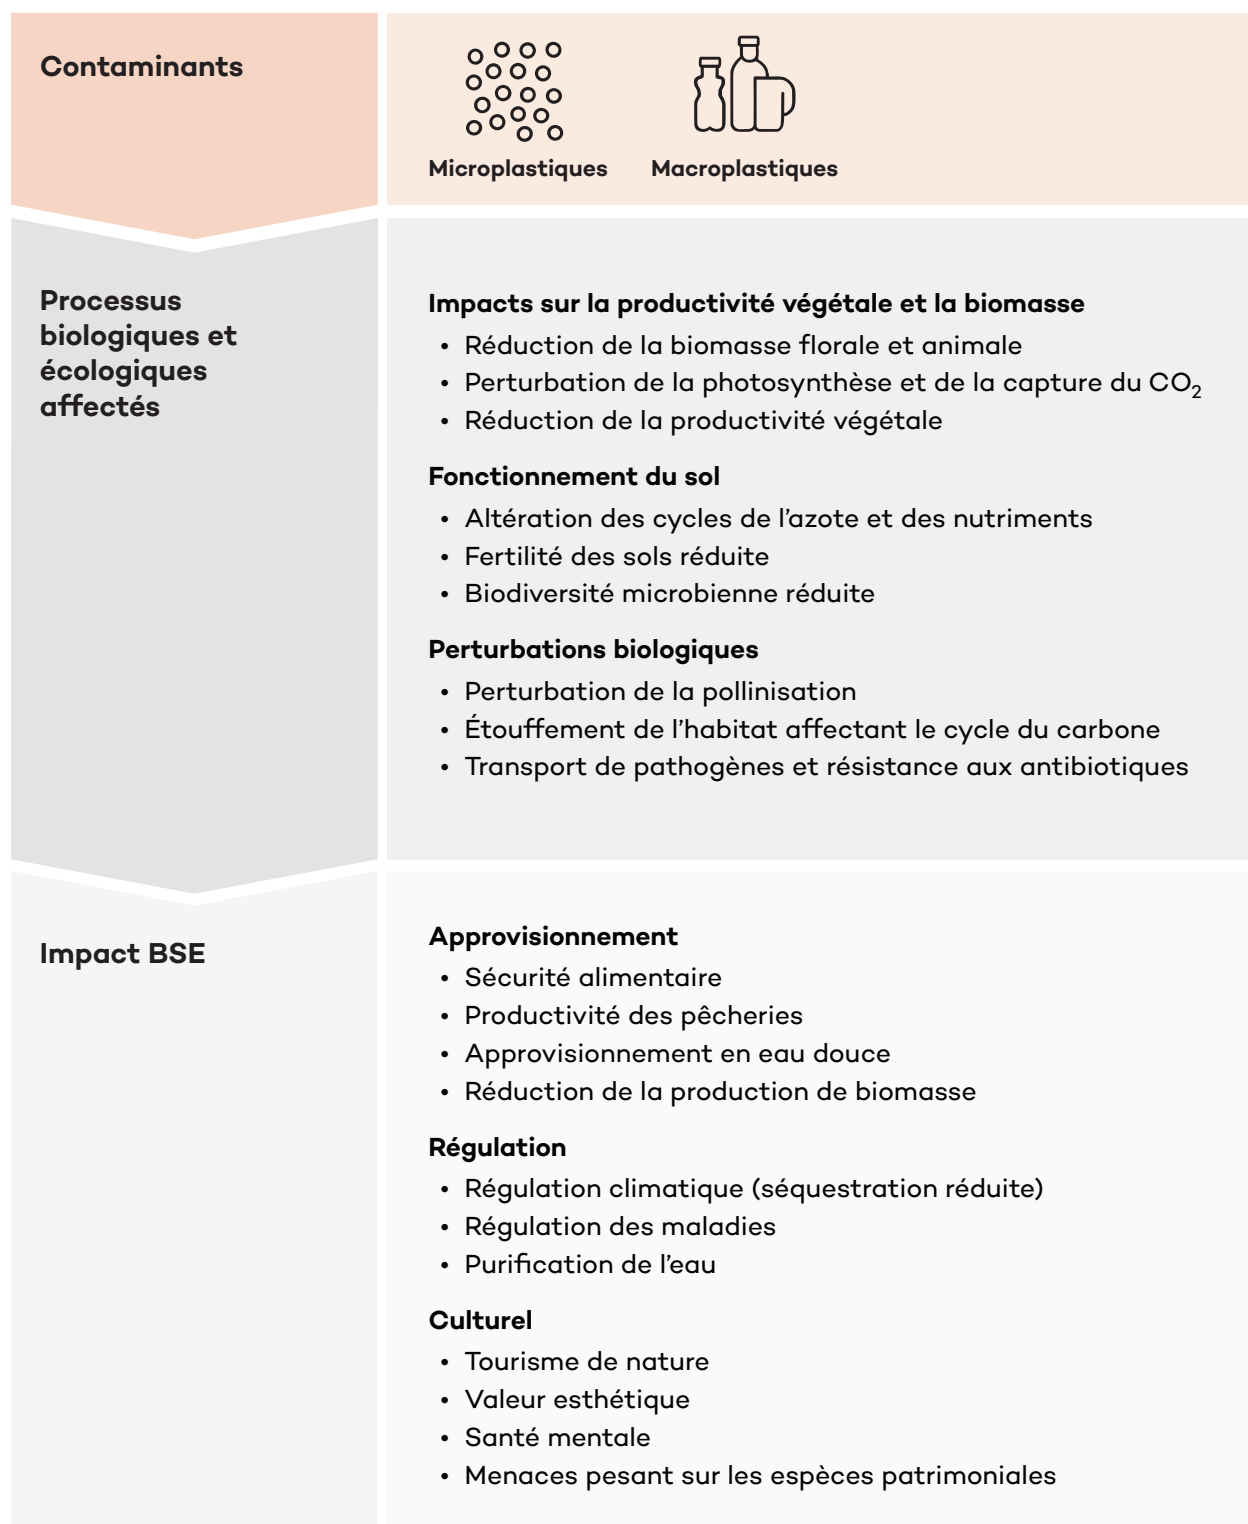 Contaminants
Microplastiques
Macroplastiques
Processus
biologiques et
écologiques
affectés
Impacts sur la productivité végétale et la biomasse
• Réduction de la biomasse florale et animale
• Perturbation de la photosynthèse et de la capture du CO₂
• Réduction de la productivité végétale
Fonctionnement du sol
• Altération des cycles de l’azote et des nutriments
• Fertilité des sols réduite
• Biodiversité microbienne réduite
Perturbations biologiques
• Perturbation de la pollinisation
• Étouffement de l’habitat affectant le cycle du carbone
• Transport de pathogènes et résistance aux antibiotiques
Impact BSE
Approvisionnement
• Sécurité alimentaire
• Productivité des pêcheries
• Approvisionnement en eau douce
• Réduction de la production de biomasse
Régulation
• Régulation climatique (séquestration réduite)
• Régulation des maladies
• Purification de l’eau
Culturel
• Tourisme de nature
• Valeur esthétique
• Santé mentale
• Menaces pesant sur les espèces patrimoniales